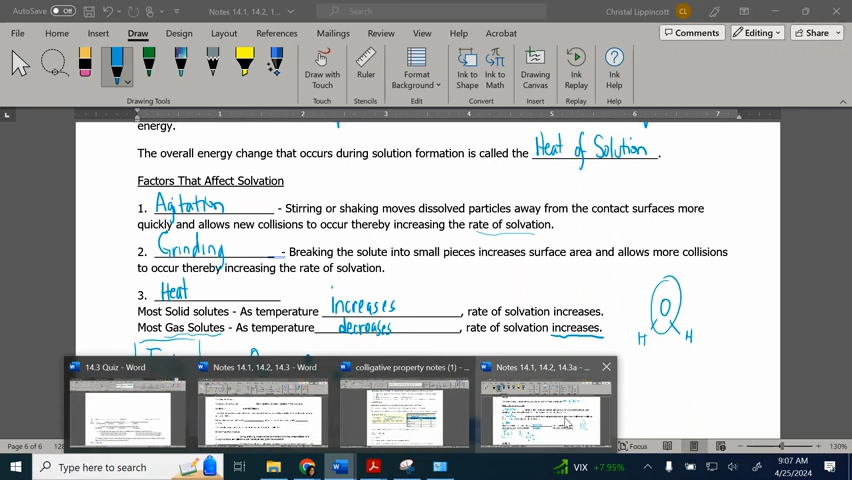 AutoSave Off Notes 14.1, 14.2, 1... Search Christal Lippincott CL
File Home Insert Draw Design Layout References Mailings Review View Help Acrobat Comments Editing Share
Draw with Touch Ruler Format Background Ink to Shape Ink to Math Drawing Canvas Ink Replay Ink Help
Drawing Tools Touch Stencils Edit Convert Insert Replay Help
1 2 3 4 5 6 7
energy.
The overall energy change that occurs during solution formation is called the Heat of Solution.
Factors That Affect Solvation
1. Agitation - Stirring or shaking moves dissolved particles away from the contact surfaces more
quickly and allows new collisions to occur thereby increasing the rate of solvation.
2. Grinding - Breaking the solute into small pieces increases surface area and allows more collisions
to occur thereby increasing the rate of solvation.
3. Heat
Most Solid solutes - As temperature increases, rate of solvation increases.
Most Gas Solutes - As temperature decreases, rate of solvation increases.
O
H H
14.3 Quiz - Word Notes 14.1, 14.2, 14.3 - Word colligative property notes (1) - ... Notes 14.1, 14.2, 14.3a - ...
Page 6 of 6 128 Focus 130%
Type here to search VIX +7.95% 9:07 AM
4/25/2024